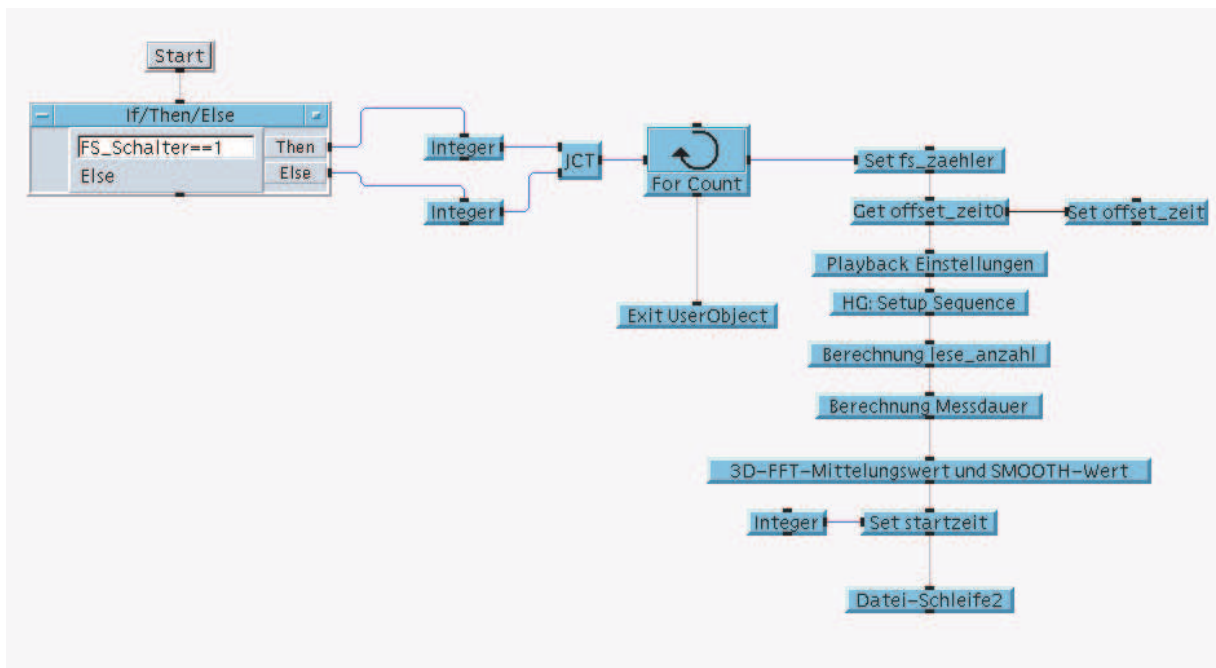 Start
If/Then/Else
FS_Schalter==1
Then
Else
Else
Integer
Integer
JCT
For Count
Exit UserObject
Set fs_zaehler
Get offset_zeit0
Set offset_zeit
Playback Einstellungen
HG: Setup Sequence
Berechnung lese_anzahl
Berechnung Messdauer
3D-FFT-Mittelungswert und SMOOTH-Wert
Integer
Set startzeit
Datei-Schleife2